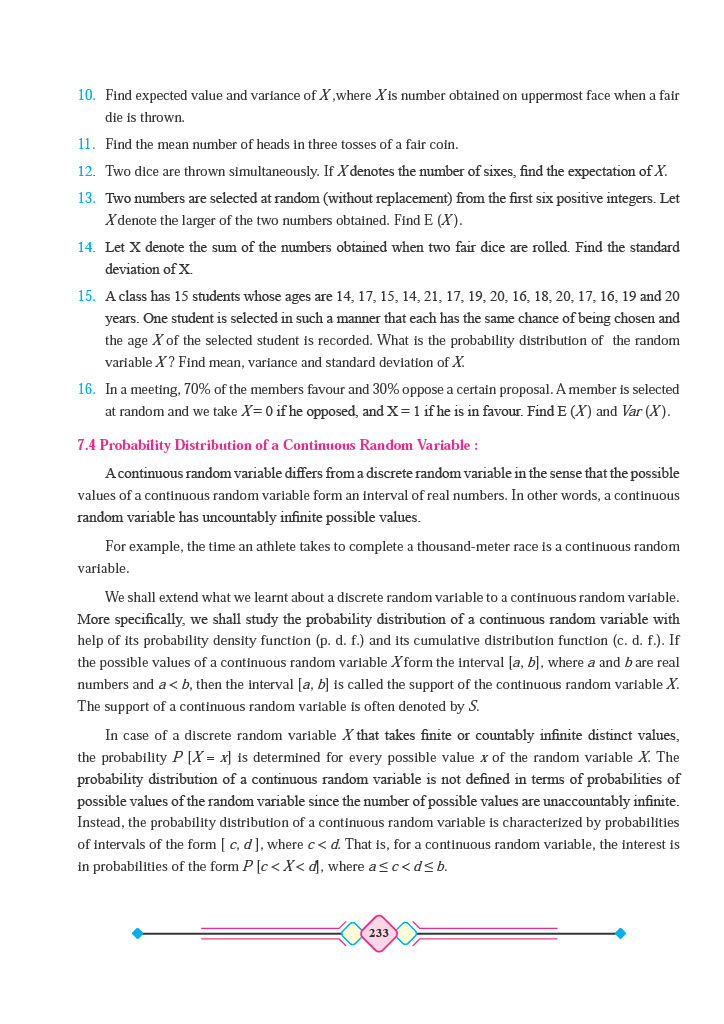 10. Find expected value and variance of X ,where X is number obtained on uppermost face when a fair
die is thrown.
11. Find the mean number of heads in three tosses of a fair coin.
12. Two dice are thrown simultaneously. If X denotes the number of sixes, find the expectation of X.
13. Two numbers are selected at random (without replacement) from the first six positive integers. Let
X denote the larger of the two numbers obtained. Find E (X ).
14. Let X denote the sum of the numbers obtained when two fair dice are rolled. Find the standard
deviation of X.
15. A class has 15 students whose ages are 14, 17, 15, 14, 21, 17, 19, 20, 16, 18, 20, 17, 16, 19 and 20
years. One student is selected in such a manner that each has the same chance of being chosen and
the age X of the selected student is recorded. What is the probability distribution of the random
variable X ? Find mean, variance and standard deviation of X.
16. In a meeting, 70% of the members favour and 30% oppose a certain proposal. A member is selected
at random and we take X = 0 if he opposed, and X = 1 if he is in favour. Find E (X ) and Var (X ).
7.4 Probability Distribution of a Continuous Random Variable :
A continuous random variable differs from a discrete random variable in the sense that the possible
values of a continuous random variable form an interval of real numbers. In other words, a continuous
random variable has uncountably infinite possible values.
For example, the time an athlete takes to complete a thousand-meter race is a continuous random
variable.
We shall extend what we learnt about a discrete random variable to a continuous random variable.
More specifically, we shall study the probability distribution of a continuous random variable with
help of its probability density function (p. d. f.) and its cumulative distribution function (c. d. f.). If
the possible values of a continuous random variable X form the interval [a, b], where a and b are real
numbers and a < b, then the interval [a, b] is called the support of the continuous random variable X.
The support of a continuous random variable is often denoted by S.
In case of a discrete random variable X that takes finite or countably infinite distinct values,
the probability P [X = x] is determined for every possible value x of the random variable X. The
probability distribution of a continuous random variable is not defined in terms of probabilities of
possible values of the random variable since the number of possible values are unaccountably infinite.
Instead, the probability distribution of a continuous random variable is characterized by probabilities
of intervals of the form [ c, d ], where c < d. That is, for a continuous random variable, the interest is
in probabilities of the form P [c < X < d], where a ≤ c < d ≤ b.
233